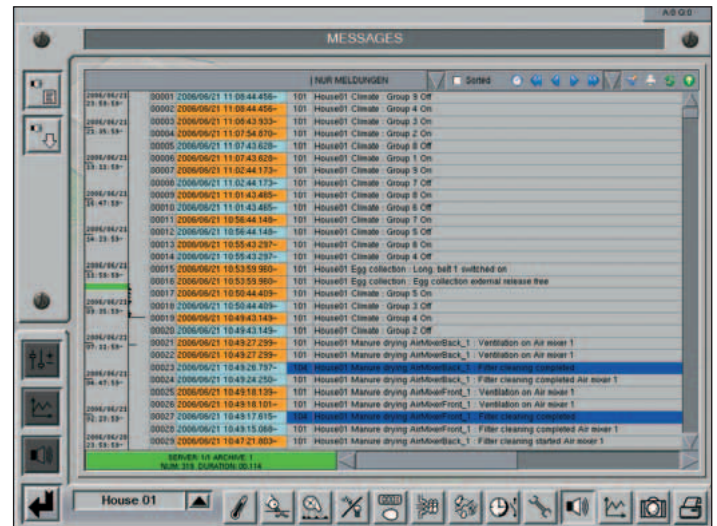 A:0 Q:0
MESSAGES
| NUR MELDUNGEN Sorted
00001 2006/06/21 11:08:44.456~ 101 House01 Climate : Group 9 Off
00002 2006/06/21 11:08:44.456~ 101 House01 Climate : Group 4 On
00003 2006/06/21 11:08:43.933~ 101 House01 Climate : Group 3 On
00004 2006/06/21 11:07:54.870~ 101 House01 Climate : Group 2 On
00005 2006/06/21 11:07:43.628~ 101 House01 Climate : Group 8 Off
00006 2006/06/21 11:07:43.628~ 101 House01 Climate : Group 1 On
00007 2006/06/21 11:02:44.173~ 101 House01 Climate : Group 9 On
00008 2006/06/21 11:02:44.173~ 101 House01 Climate : Group 7 Off
00009 2006/06/21 11:01:43.465~ 101 House01 Climate : Group 8 On
00010 2006/06/21 11:01:43.465~ 101 House01 Climate : Group 6 Off
00011 2006/06/21 10:56:44.148~ 101 House01 Climate : Group 7 On
00012 2006/06/21 10:56:44.148~ 101 House01 Climate : Group 5 Off
00013 2006/06/21 10:55:43.297~ 101 House01 Climate : Group 6 On
00014 2006/06/21 10:55:43.297~ 101 House01 Climate : Group 4 Off
00015 2006/06/21 10:53:59.960~ 101 House01 Egg collection : Long. belt 1 switched on
00016 2006/06/21 10:53:59.960~ 101 House01 Egg collection : Egg collection external release free
00017 2006/06/21 10:50:44.409~ 101 House01 Climate : Group 5 On
00018 2006/06/21 10:50:44.409~ 101 House01 Climate : Group 3 Off
00019 2006/06/21 10:49:43.149~ 101 House01 Climate : Group 4 On
00020 2006/06/21 10:49:43.149~ 101 House01 Climate : Group 2 Off
00021 2006/06/21 10:49:27.299~ 101 House01 Manure drying AirMixerBack_1 : Ventilation on Air mixer 1
00022 2006/06/21 10:49:27.299~ 101 House01 Manure drying AirMixerBack_1 : Ventilation on Air mixer 1
00023 2006/06/21 10:49:26.797~ 104 House01 Manure drying AirMixerBack_1 : Filter cleaning completed
00024 2006/06/21 10:49:24.250~ 101 House01 Manure drying AirMixerBack_1 : Filter cleaning completed Air mixer 1
00025 2006/06/21 10:49:18.139~ 101 House01 Manure drying AirMixerFront_1 : Ventilation on Air mixer 1
00026 2006/06/21 10:49:18.101~ 101 House01 Manure drying AirMixerFront_1 : Ventilation on Air mixer 1
00027 2006/06/21 10:49:17.615~ 104 House01 Manure drying AirMixerFront_1 : Filter cleaning completed
00028 2006/06/21 10:49:15.068~ 101 House01 Manure drying AirMixerFront_1 : Filter cleaning completed Air mixer 1
00029 2006/06/21 10:47:21.803~ 101 House01 Manure drying AirMixerBack_1 : Filter cleaning started Air mixer 1
SERVER: 1/1 ARCHIVE: 1
NUM: 319 DURATION: 00.114
House 01